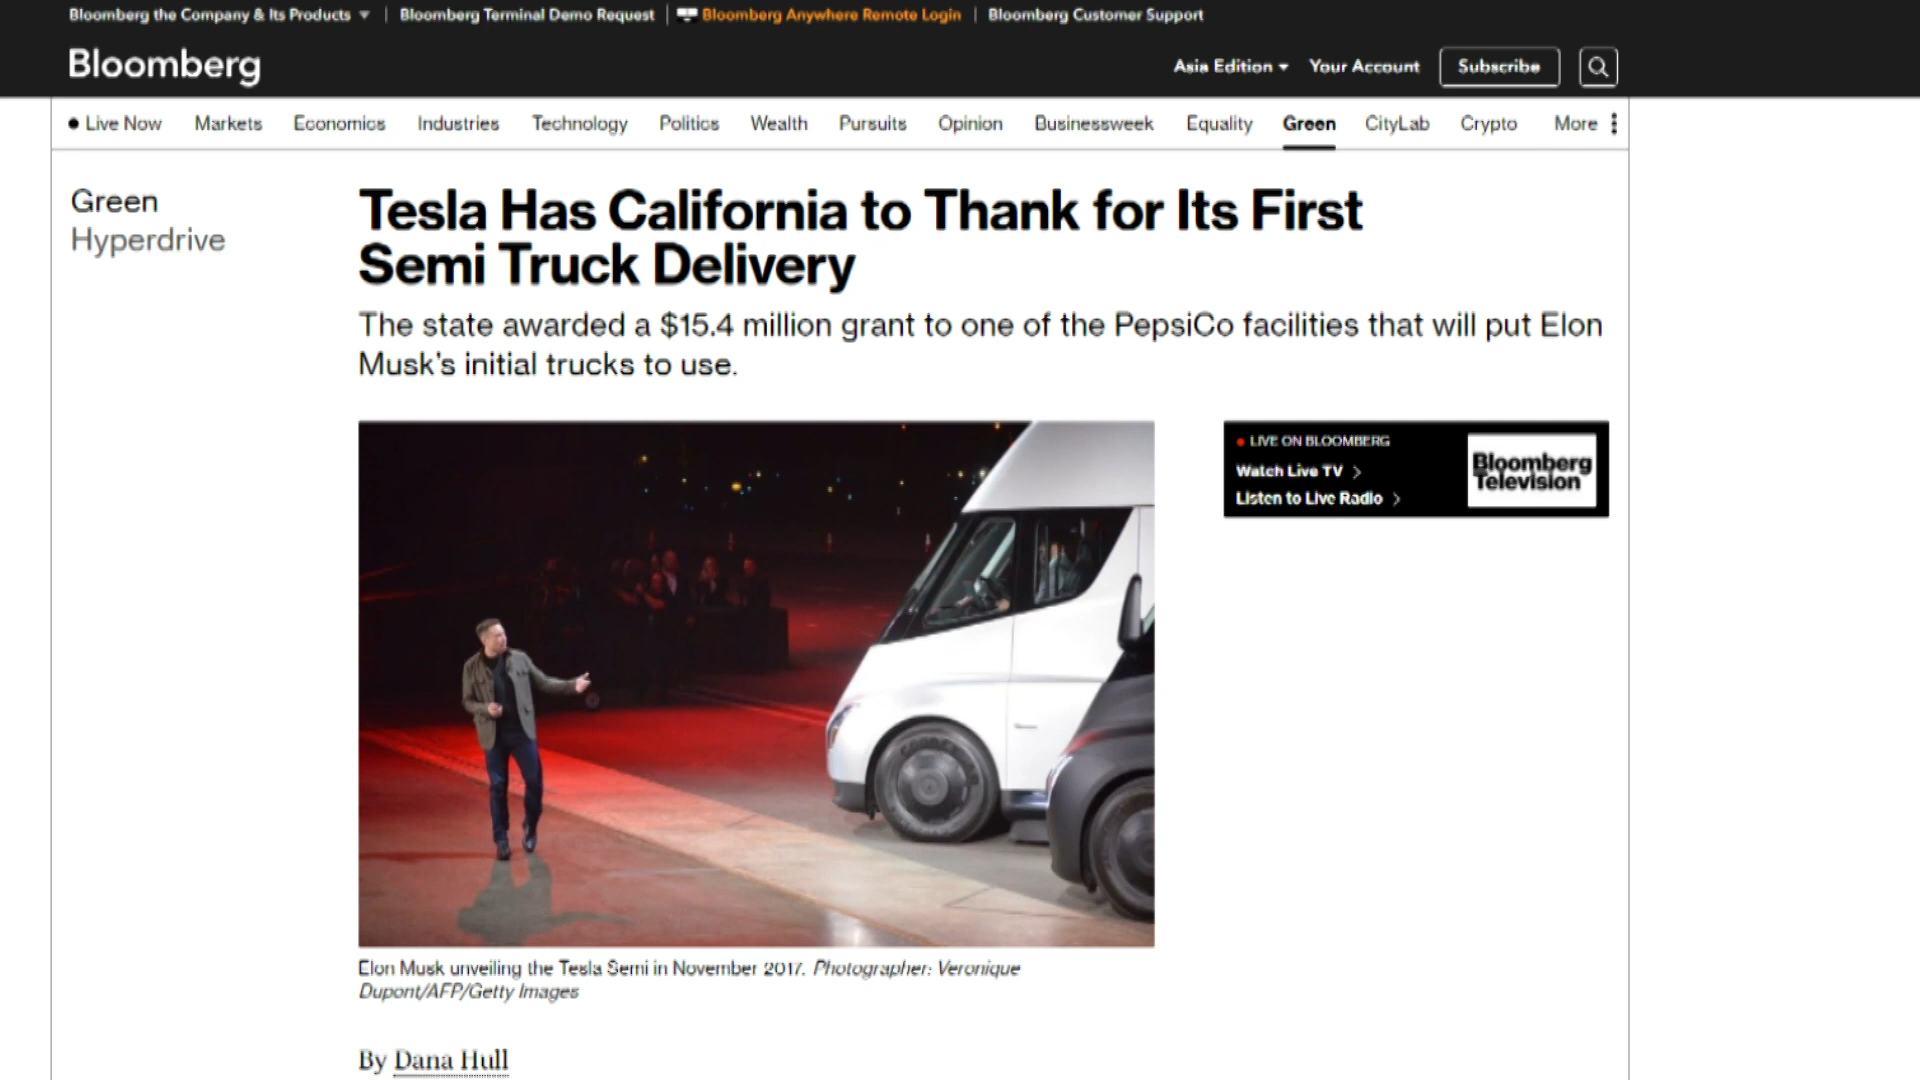 Bloomberg the Company & Its Products
Bloomberg Terminal Demo Request
Bloomberg Anywhere Remote Login
Bloomberg Customer Support
Bloomberg
Asia Edition
Your Account
Subscribe
Live Now
Markets
Economics
Industries
Technology
Politics
Wealth
Pursuits
Opinion
Businessweek
Equality
Green
CityLab
Crypto
More
Green
Hyperdrive
Tesla Has California to Thank for Its First
Semi Truck Delivery
The state awarded a $15.4 million grant to one of the PepsiCo facilities that will put Elon
Musk's initial trucks to use.
LIVE ON BLOOMBERG
Watch Live TV
Listen to Live Radio
Bloomberg
Television
Elon Musk unveiling the Tesla Semi in November 2017. Photographer: Veronique
Dupont/AFP/Getty Images
By Dana Hull